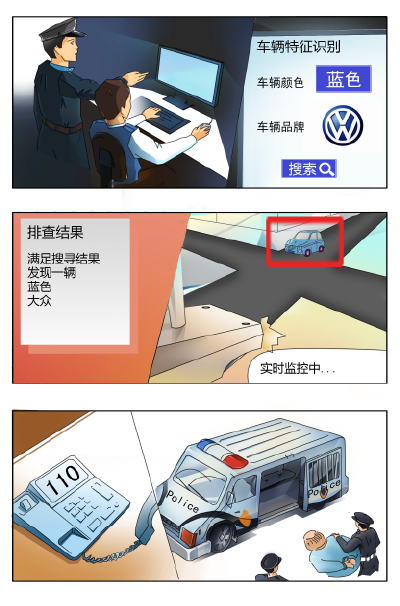 车辆特征识别
车辆颜色 蓝色
车辆品牌
搜索
排查结果
满足搜寻结果
发现一辆
蓝色
大众
实时监控中...
110
Police
Police